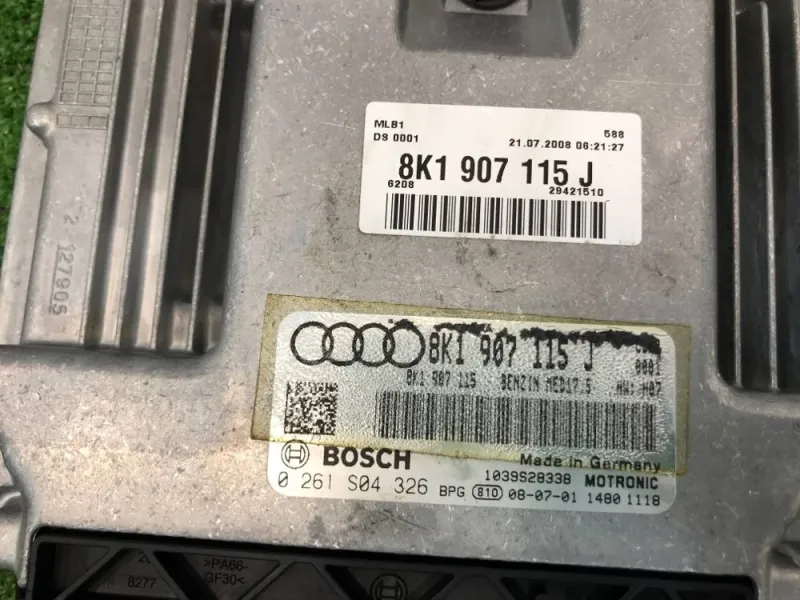 MLB1 588
DS 0001 21.07.2008 06:21:27
8K1 907 115 J
6208 29421510
2 127905
8K1 907 115 J
0001
8K1 907 115 BENZIN MED17.5 HW: H07
BOSCH Made in Germany
1039S28338 MOTRONIC
0 261 S04 326 BPG 810 08-07-01 1480 1118
>PA66-
8277 GF30<